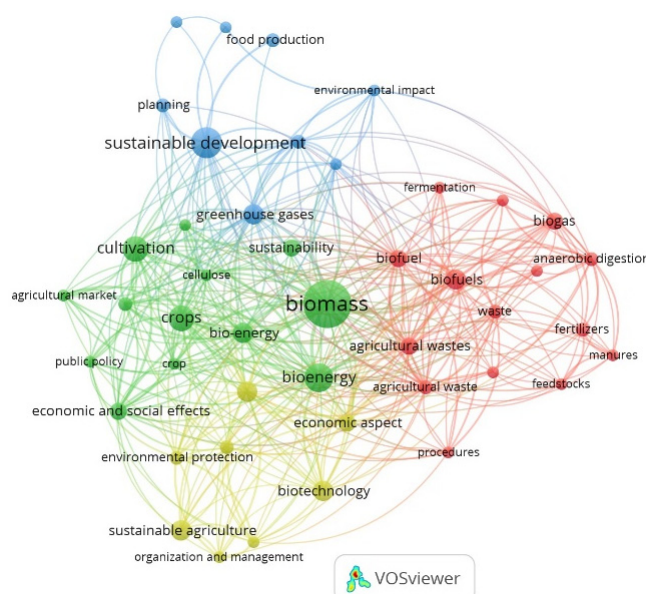 food production
environmental impact
planning
sustainable development
fermentation
greenhouse gases
biogas
cultivation
sustainability
biofuel
anaerobic digestion
cellulose
biofuels
agricultural market
biomass
crops
waste
bio-energy
fertilizers
agricultural wastes
public policy
crop
manures
bioenergy
agricultural waste
feedstocks
economic and social effects
economic aspect
procedures
environmental protection
biotechnology
sustainable agriculture
organization and management
VOSviewer